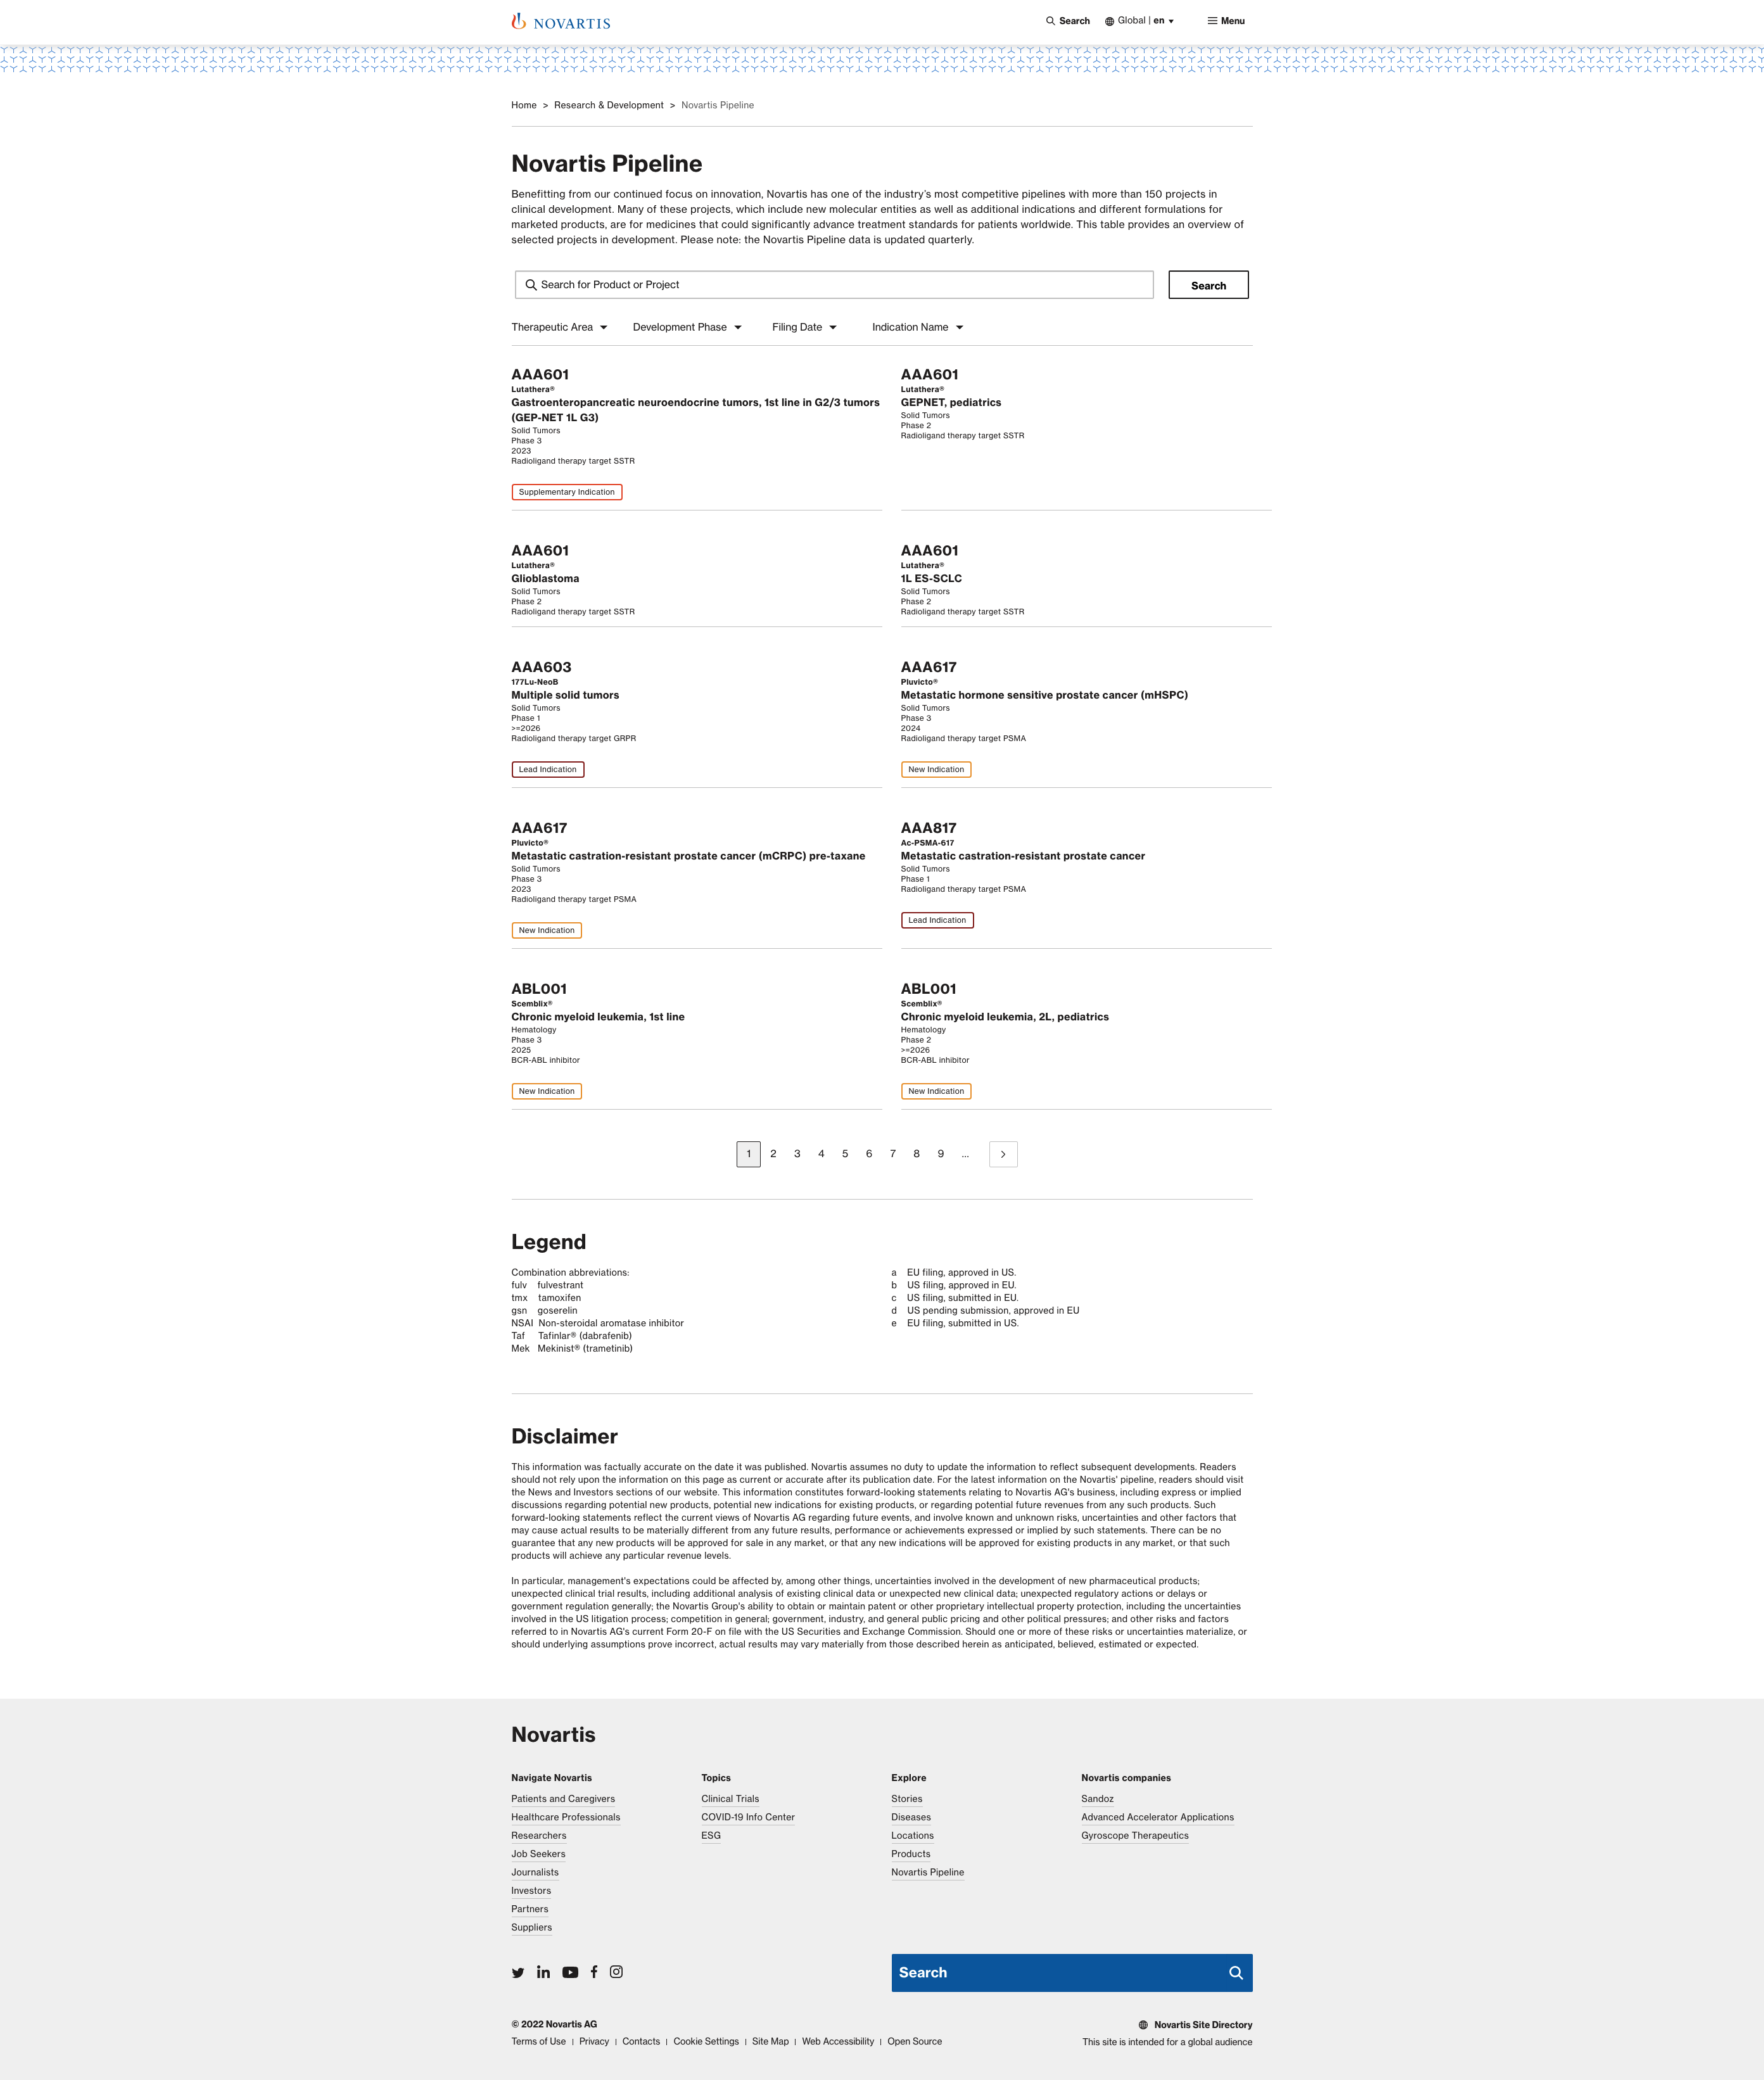 NOVARTIS
Search
Global | en
Menu
Home > Research & Development > Novartis Pipeline
Novartis Pipeline
Benefitting from our continued focus on innovation, Novartis has one of the industry's most competitive pipelines with more than 150 projects in
clinical development. Many of these projects, which include new molecular entities as well as additional indications and different formulations for
marketed products, are for medicines that could significantly advance treatment standards for patients worldwide. This table provides an overview of
selected projects in development. Please note: the Novartis Pipeline data is updated quarterly.
Search for Product or Project
Search
Therapeutic Area
Development Phase
Filing Date
Indication Name
AAA601
Lutathera®
Gastroenteropancreatic neuroendocrine tumors, 1st line in G2/3 tumors
(GEP-NET 1L G3)
Solid Tumors
Phase 3
2023
Radioligand therapy target SSTR
Supplementary Indication
AAA601
Lutathera®
GEPNET, pediatrics
Solid Tumors
Phase 2
Radioligand therapy target SSTR
AAA601
Lutathera®
Glioblastoma
Solid Tumors
Phase 2
Radioligand therapy target SSTR
AAA601
Lutathera®
1L ES-SCLC
Solid Tumors
Phase 2
Radioligand therapy target SSTR
AAA603
177Lu-NeoB
Multiple solid tumors
Solid Tumors
Phase 1
>=2026
Radioligand therapy target GRPR
Lead Indication
AAA617
Pluvicto®
Metastatic hormone sensitive prostate cancer (mHSPC)
Solid Tumors
Phase 3
2024
Radioligand therapy target PSMA
New Indication
AAA617
Pluvicto®
Metastatic castration-resistant prostate cancer (mCRPC) pre-taxane
Solid Tumors
Phase 3
2023
Radioligand therapy target PSMA
New Indication
AAA817
Ac-PSMA-617
Metastatic castration-resistant prostate cancer
Solid Tumors
Phase 1
Radioligand therapy target PSMA
Lead Indication
ABL001
Scemblix®
Chronic myeloid leukemia, 1st line
Hematology
Phase 3
2025
BCR-ABL inhibitor
New Indication
ABL001
Scemblix®
Chronic myeloid leukemia, 2L, pediatrics
Hematology
Phase 2
>=2026
BCR-ABL inhibitor
New Indication
1 2 3 4 5 6 7 8 9 ...
Legend
Combination abbreviations:
fulv fulvestrant
tmx tamoxifen
gsn goserelin
NSAI Non-steroidal aromatase inhibitor
Taf Tafinlar® (dabrafenib)
Mek Mekinist® (trametinib)
a EU filing, approved in US.
b US filing, approved in EU.
c US filing, submitted in EU.
d US pending submission, approved in EU
e EU filing, submitted in US.
Disclaimer
This information was factually accurate on the date it was published. Novartis assumes no duty to update the information to reflect subsequent developments. Readers
should not rely upon the information on this page as current or accurate after its publication date. For the latest information on the Novartis' pipeline, readers should visit
the News and Investors sections of our website. This information constitutes forward-looking statements relating to Novartis AG's business, including express or implied
discussions regarding potential new products, potential new indications for existing products, or regarding potential future revenues from any such products. Such
forward-looking statements reflect the current views of Novartis AG regarding future events, and involve known and unknown risks, uncertainties and other factors that
may cause actual results to be materially different from any future results, performance or achievements expressed or implied by such statements. There can be no
guarantee that any new products will be approved for sale in any market, or that any new indications will be approved for existing products in any market, or that such
products will achieve any particular revenue levels.
In particular, management's expectations could be affected by, among other things, uncertainties involved in the development of new pharmaceutical products;
unexpected clinical trial results, including additional analysis of existing clinical data or unexpected new clinical data; unexpected regulatory actions or delays or
government regulation generally; the Novartis Group's ability to obtain or maintain patent or other proprietary intellectual property protection, including the uncertainties
involved in the US litigation process; competition in general; government, industry, and general public pricing and other political pressures; and other risks and factors
referred to in Novartis AG's current Form 20-F on file with the US Securities and Exchange Commission. Should one or more of these risks or uncertainties materialize, or
should underlying assumptions prove incorrect, actual results may vary materially from those described herein as anticipated, believed, estimated or expected.
Novartis
Navigate Novartis
Patients and Caregivers
Healthcare Professionals
Researchers
Job Seekers
Journalists
Investors
Partners
Suppliers
Topics
Clinical Trials
COVID-19 Info Center
ESG
Explore
Stories
Diseases
Locations
Products
Novartis Pipeline
Novartis companies
Sandoz
Advanced Accelerator Applications
Gyroscope Therapeutics
Search
© 2022 Novartis AG
Terms of Use | Privacy | Contacts | Cookie Settings | Site Map | Web Accessibility | Open Source
Novartis Site Directory
This site is intended for a global audience